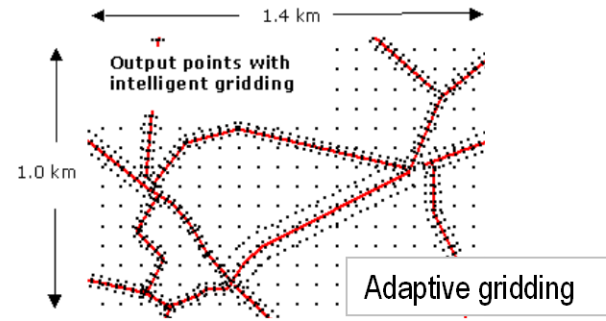 1.4 km
Output points with
intelligent gridding
1.0 km
Adaptive gridding